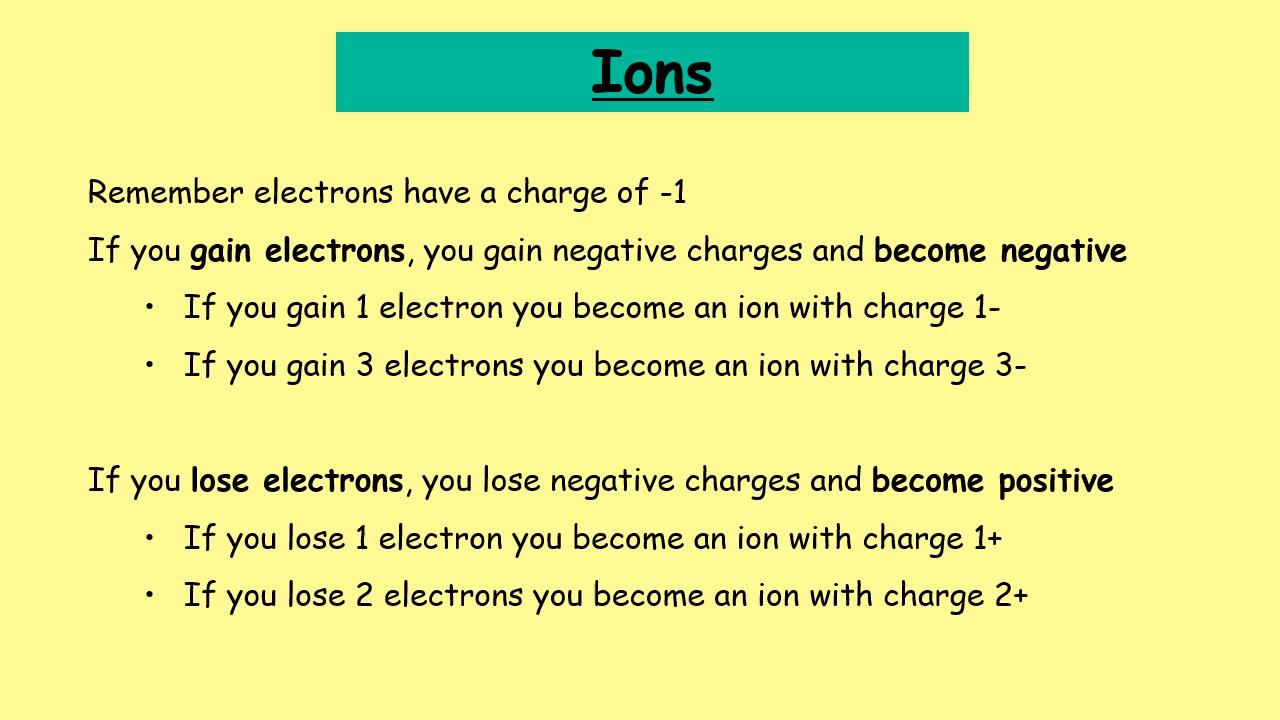 Ions
Remember electrons have a charge of -1
If you gain electrons, you gain negative charges and become negative
• If you gain 1 electron you become an ion with charge 1-
• If you gain 3 electrons you become an ion with charge 3-
If you lose electrons, you lose negative charges and become positive
• If you lose 1 electron you become an ion with charge 1+
• If you lose 2 electrons you become an ion with charge 2+